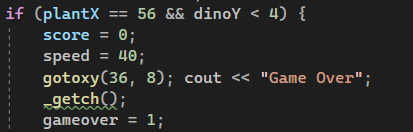 if (plantX == 56 && dinoY < 4) {
score = 0;
speed = 40;
gotoxy(36, 8); cout << "Game Over";
_getch();
gameover = 1;